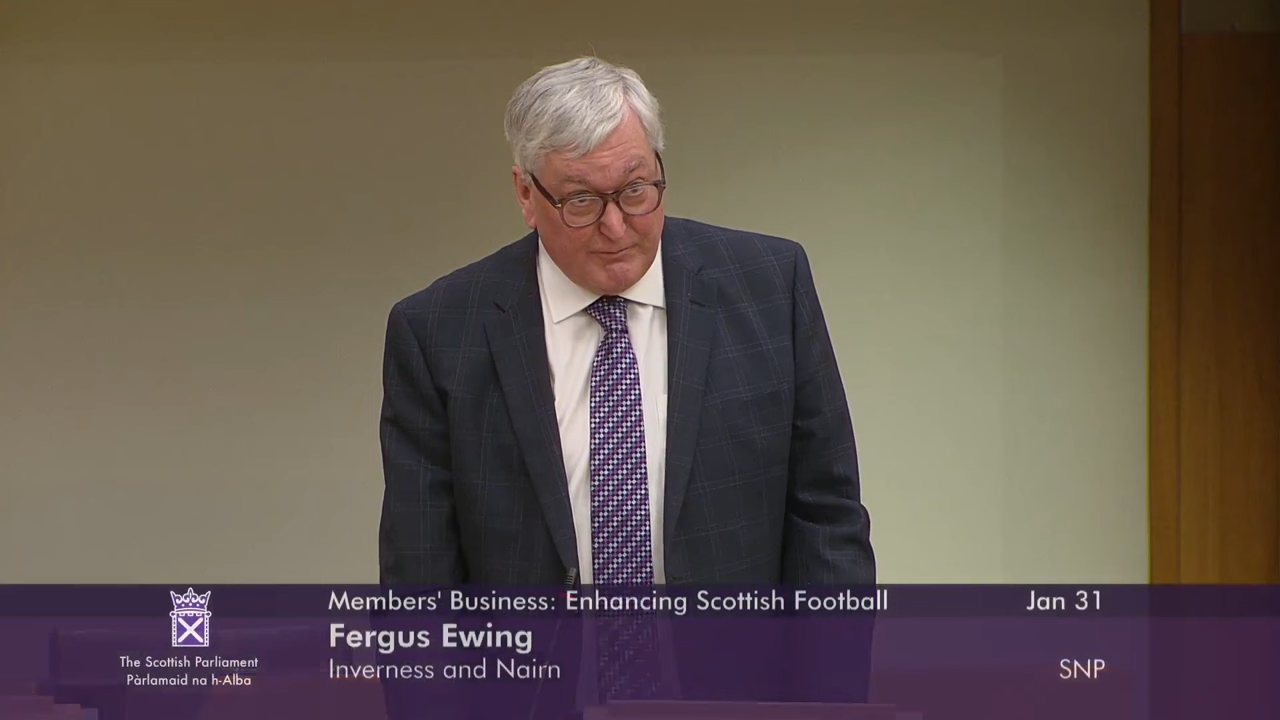 Members' Business: Enhancing Scottish Football Jan 31
Fergus Ewing
Inverness and Nairn SNP
The Scottish Parliament
Pàrlamaid na h-Alba